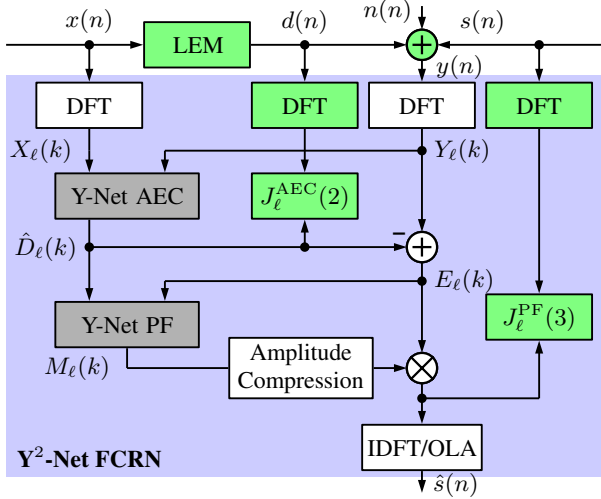 n(n)
x(n)
d(n)
s(n)
LEM
+
y(n)
DFT
DFT
DFT
DFT
X_ℓ(k)
Y_ℓ(k)
Y-Net AEC
J_ℓ^AEC(2)
−
D̂_ℓ(k)
+
E_ℓ(k)
Y-Net PF
J_ℓ^PF(3)
M_ℓ(k)
Amplitude
Compression
×
IDFT/OLA
Y²-Net FCRN
ŝ(n)